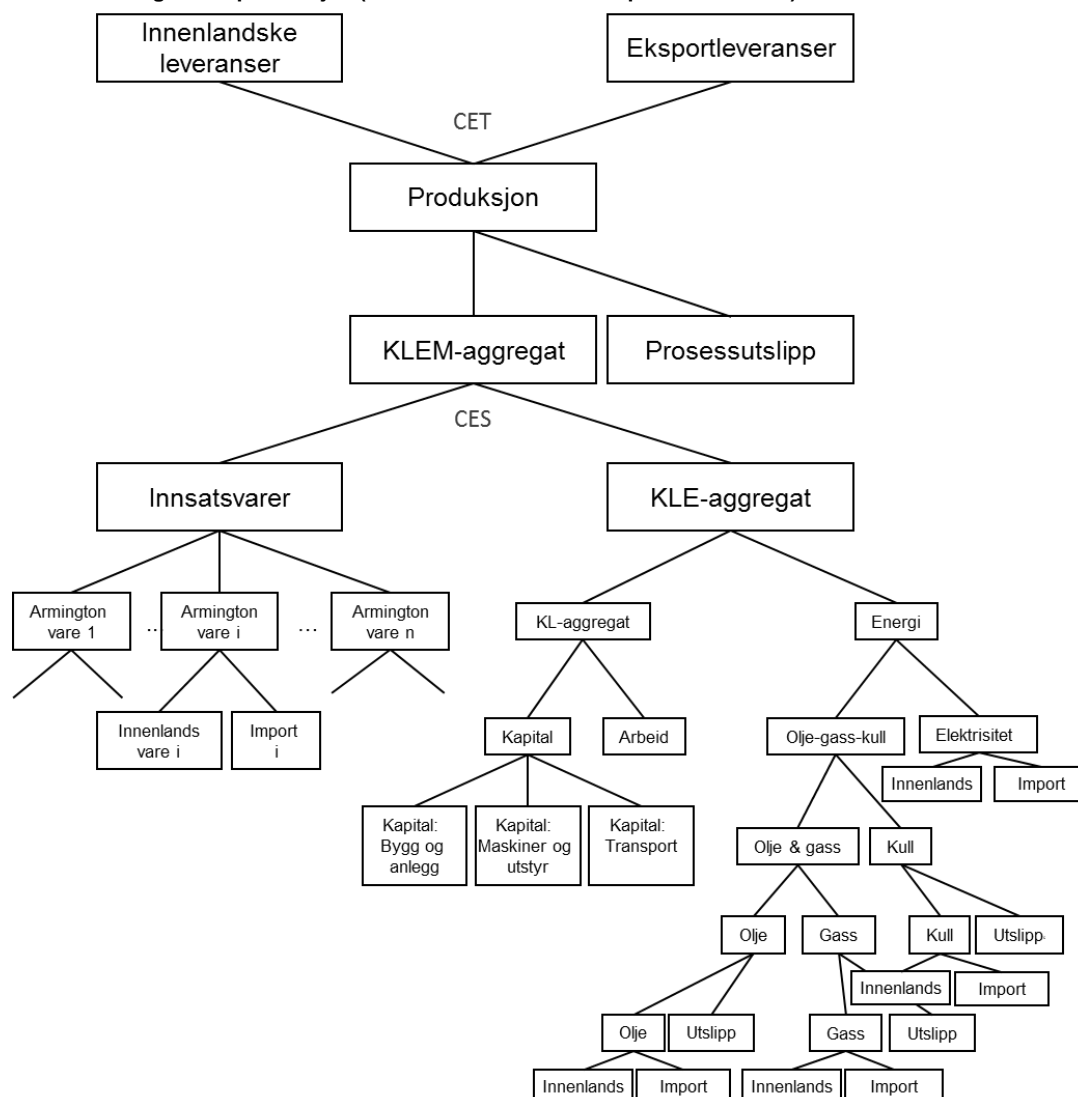 Innenlandske
leveranser
Eksportleveranser
CET
Produksjon
KLEM-aggregat
Prosessutslipp
CES
Innsatsvarer
KLE-aggregat
Armington
vare 1
...
Armington
vare i
...
Armington
vare n
KL-aggregat
Energi
Innenlands
vare i
Import
i
Kapital
Arbeid
Olje-gass-kull
Elektrisitet
Innenlands
Import
Kapital:
Bygg og
anlegg
Kapital:
Maskiner og
utstyr
Kapital:
Transport
Olje & gass
Kull
Olje
Gass
Kull
Utslipp
Innenlands
Import
Olje
Utslipp
Gass
Utslipp
Innenlands
Import
Innenlands
Import